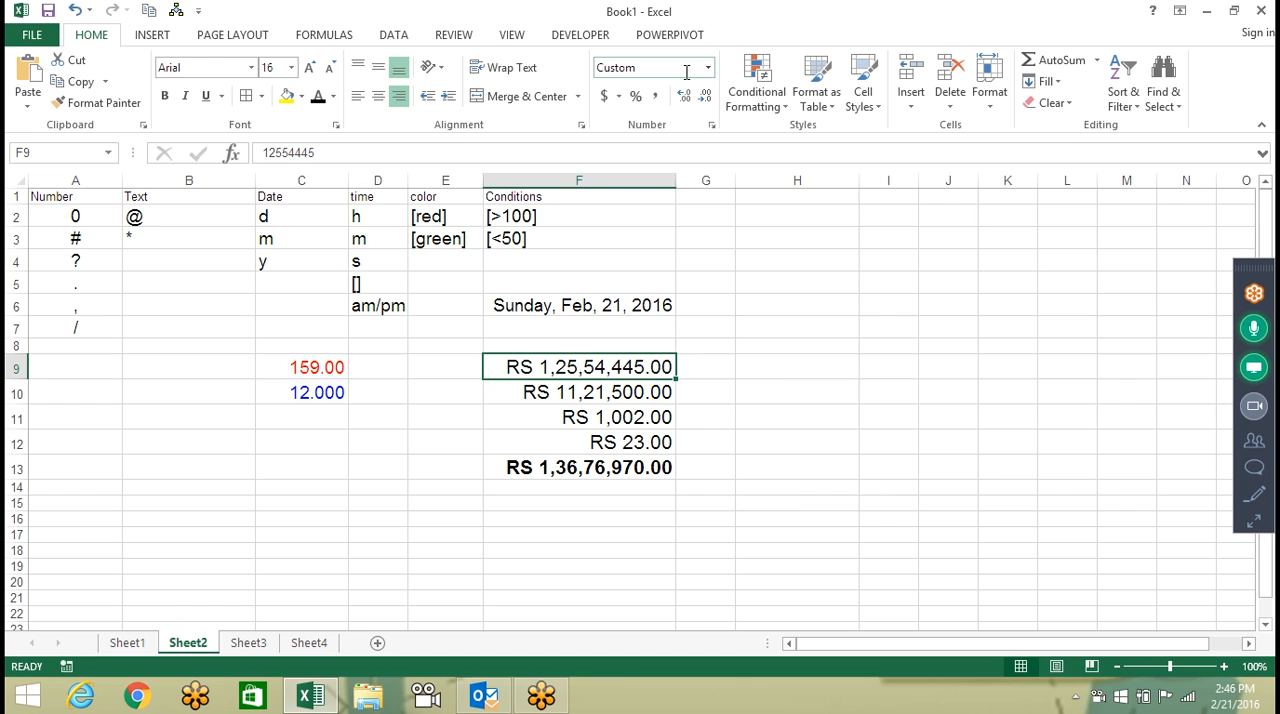 Book1 - Excel
?
FILE HOME INSERT PAGE LAYOUT FORMULAS DATA REVIEW VIEW DEVELOPER POWERPIVOT Sign in
Paste
Cut
Copy
Format Painter
Clipboard
Arial 16 A A
B I U A
Font
Wrap Text
Merge & Center
Alignment
Custom
$ % ,
Number
Conditional Formatting
Format as Table
Cell Styles
Styles
Insert
Delete
Format
Cells
AutoSum
Fill
Clear
Sort & Filter
Find & Select
Editing
F9 fx 12554445
A B C D E F G H I J K L M N O
1 Number Text Date time color Conditions
2 0 @ d h [red] [>100]
3 # * m m [green] [<50]
4 ? y s
5 . []
6 , am/pm Sunday, Feb, 21, 2016
7 /
8
9 159.00 RS 1,25,54,445.00
10 12.000 RS 11,21,500.00
11 RS 1,002.00
12 RS 23.00
13 RS 1,36,76,970.00
14
15
16
17
18
19
20
21
22
23
Sheet1 Sheet2 Sheet3 Sheet4
READY 100%
2:46 PM
2/21/2016